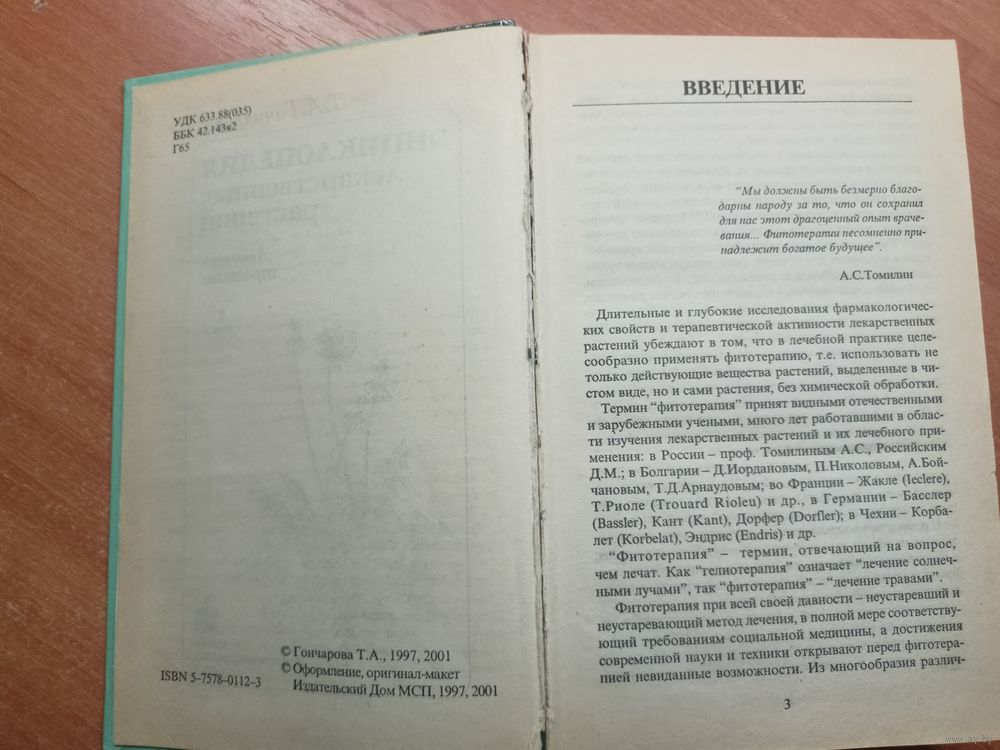 УДК 633.88(035)
ББК 42.143я2
Г65
© Гончарова Т.А., 1997, 2001
© Оформление, оригинал-макет
Издательский Дом МСП, 1997, 2001
ISBN 5-7578-0112-3
ВВЕДЕНИЕ
“Мы должны быть безмерно благо-
дарны народу за то, что он сохранил
для нас этот драгоценный опыт враче-
вания... Фитотерапии несомненно при-
надлежит богатое будущее”.
А.С.Томилин
Длительные и глубокие исследования фармакологичес-
ких свойств и терапевтической активности лекарственных
растений убеждают в том, что в лечебной практике целе-
сообразно применять фитотерапию, т.е. использовать не
только действующие вещества растений, выделенные в чи-
стом виде, но и сами растения, без химической обработки.
Термин “фитотерапия” принят видными отечественными
и зарубежными учеными, много лет работавшими в облас-
ти изучения лекарственных растений и их лечебного при-
менения: в России – проф. Томилиным А.С., Российским
Д.М.; в Болгарии – Д.Иордановым, П.Николовым, А.Бой-
чановым, Т.Д.Арнаудовым; во Франции – Жакле (leclere),
Т.Риоле (Trouard Rioleu) и др., в Германии – Басслер
(Bassler), Кант (Kant), Дорфер (Dorfler); в Чехии – Корба-
лет (Korbelat), Эндрис (Endris) и др.
“Фитотерапия” – термин, отвечающий на вопрос,
чем лечат. Как “гелиотерапия” означает “лечение солнеч-
ными лучами”, так “фитотерапия” – “лечение травами”.
Фитотерапия при всей своей давности – неустаревший и
неустаревающий метод лечения, в полной мере соответству-
ющий требованиям социальной медицины, а достижения
современной науки и техники открывают перед фитотера-
пией невиданные возможности. Из многообразия различ-
3
www.ay.by